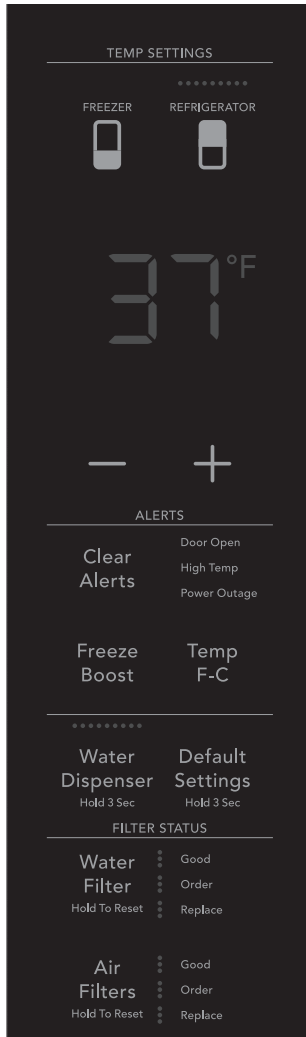 TEMP SETTINGS
FREEZER REFRIGERATOR
37°F
− +
ALERTS
Clear
Alerts
Door Open
High Temp
Power Outage
Freeze
Boost
Temp
F-C
Water
Dispenser
Hold 3 Sec
Default
Settings
Hold 3 Sec
FILTER STATUS
Water
Filter
Hold To Reset
Good
Order
Replace
Air
Filters
Hold To Reset
Good
Order
Replace